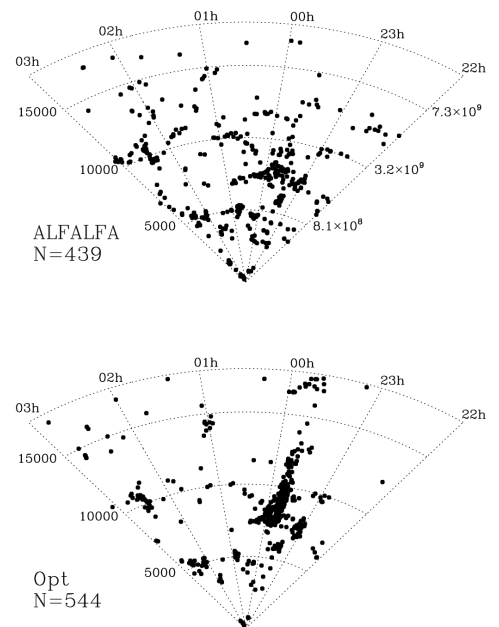 01h
00h
02h
23h
03h
22h
15000
7.3×10⁹
10000
3.2×10⁹
5000
8.1×10⁸
ALFALFA
N=439
01h
00h
02h
23h
03h
22h
15000
10000
5000
Opt
N=544